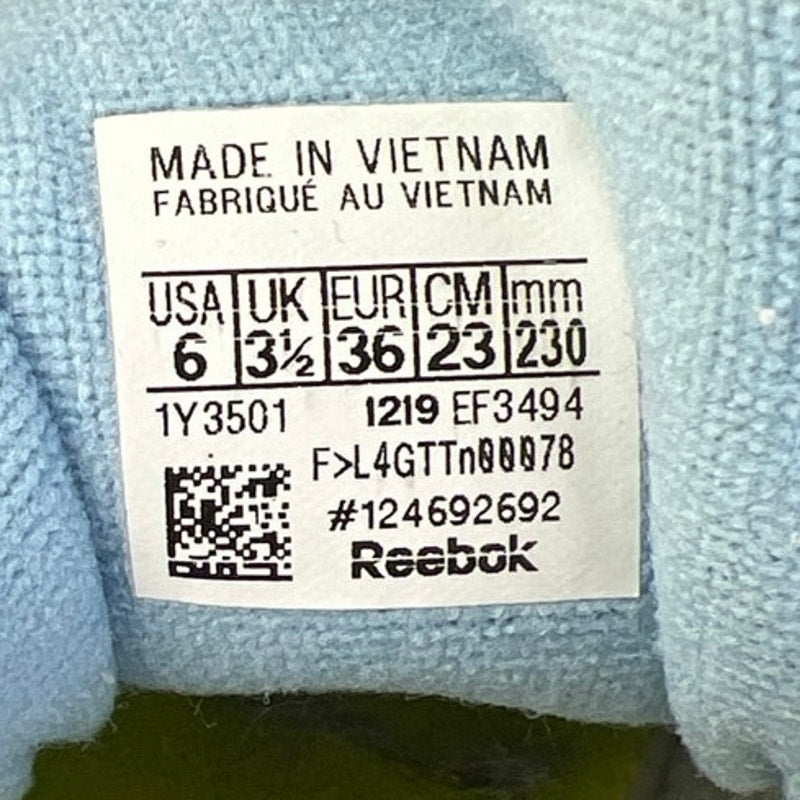 MADE IN VIETNAM
FABRIQUÉ AU VIETNAM
USA UK EUR CM mm
6 3½ 36 23 230
1Y3501 1219 EF3494
F>L4GTTn00078
#124692692
Reebok